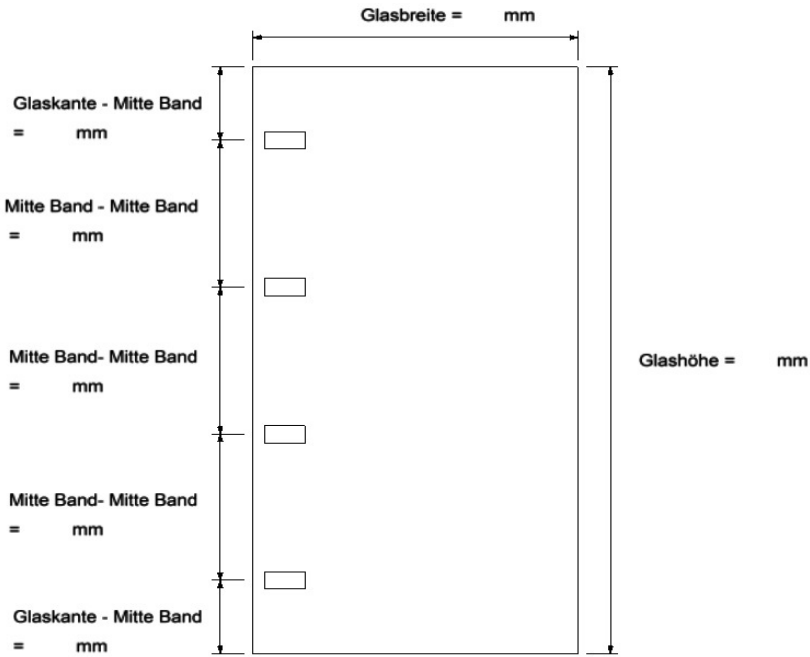 Glasbreite = mm
Glaskante - Mitte Band
= mm
Mitte Band - Mitte Band
= mm
Mitte Band- Mitte Band
= mm
Glashöhe = mm
Mitte Band- Mitte Band
= mm
Glaskante - Mitte Band
= mm